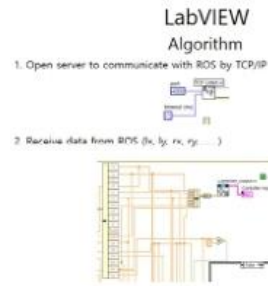 LabVIEW
Algorithm
1. Open server to communicate with ROS by TCP/IP
2. Receive data from ROS (lx, ly, rx, ry, ... )